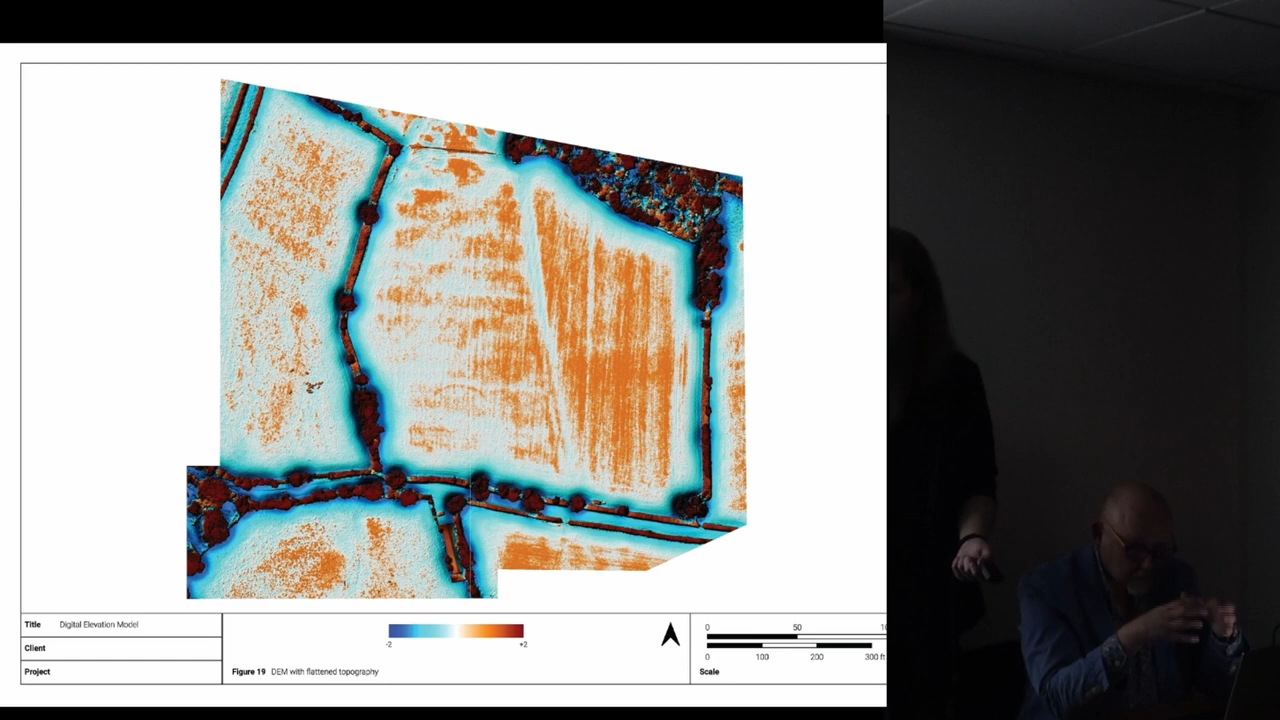 Title Digital Elevation Model
Client
Project
-2 +2
Figure 19 DEM with flattened topography
0 50
0 100 200 300 ft
Scale